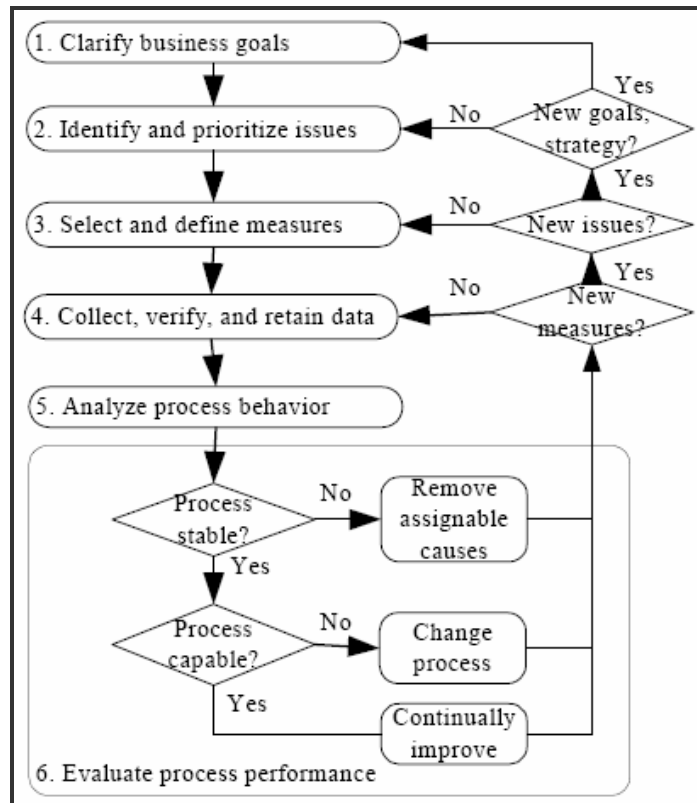 1. Clarify business goals
Yes
No
New goals,
strategy?
2. Identify and prioritize issues
Yes
No
New issues?
3. Select and define measures
Yes
No
New
measures?
4. Collect, verify, and retain data
5. Analyze process behavior
Process
stable?
No
Remove
assignable
causes
Yes
Process
capable?
No
Change
process
Yes
Continually
improve
6. Evaluate process performance